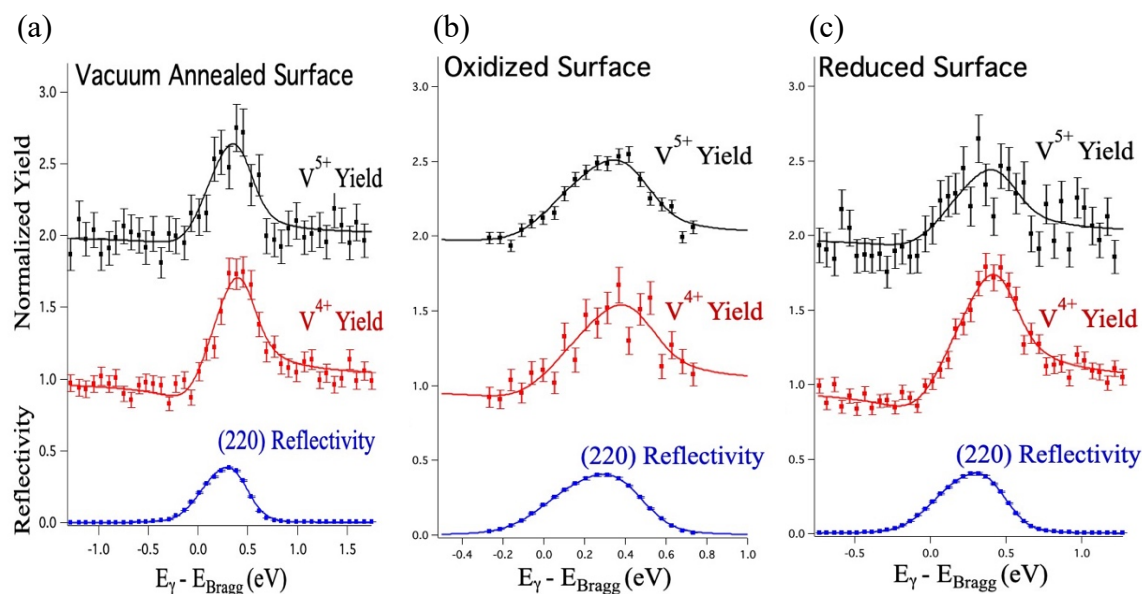 (a)
Vacuum Annealed Surface
Normalized Yield
Reflectivity
3.0
2.5
2.0
1.5
1.0
0.5
0.0
V5+ Yield
V4+ Yield
(220) Reflectivity
-1.0 -0.5 0.0 0.5 1.0 1.5
Eγ - EBragg (eV)
(b)
Oxidized Surface
3.0
2.5
2.0
1.5
1.0
0.5
0.0
V5+ Yield
V4+ Yield
(220) Reflectivity
-0.4 -0.2 0.0 0.2 0.4 0.6 0.8 1.0
Eγ - EBragg (eV)
(c)
Reduced Surface
3.0
2.5
2.0
1.5
1.0
0.5
0.0
V5+ Yield
V4+ Yield
(220) Reflectivity
-0.5 0.0 0.5 1.0
Eγ - EBragg (eV)